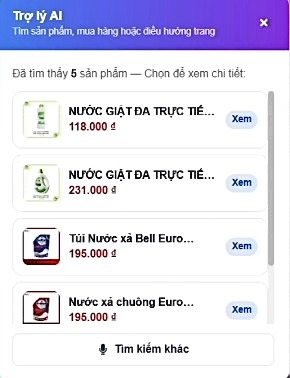 Trợ lý AI
Tìm sản phẩm, mua hàng hoặc điều hướng trang
×
Đã tìm thấy 5 sản phẩm — Chọn để xem chi tiết:
NƯỚC GIẶT ĐA TRỰC TIẾ...
118.000 ₫
Xem
NƯỚC GIẶT ĐA TRỰC TIẾ...
231.000 ₫
Xem
Túi Nước xả Bell Euro...
195.000 ₫
Xem
Nước xả chuông Euro...
195.000 ₫
Xem
Tìm kiếm khác